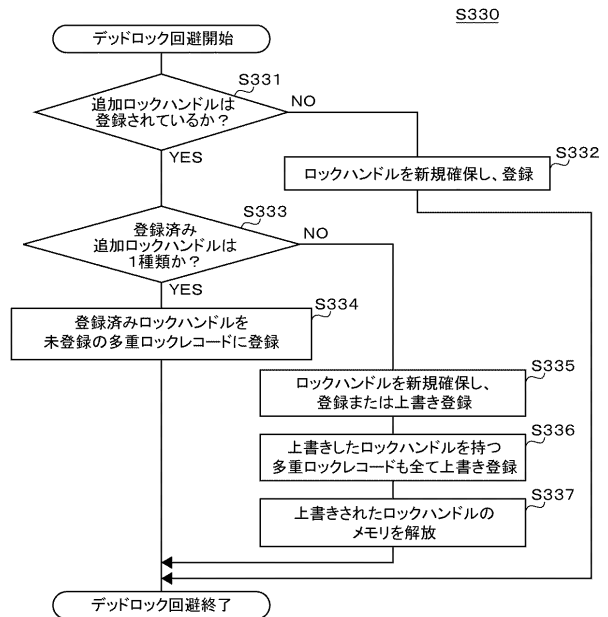 S330
デッドロック回避開始
S331
追加ロックハンドルは
登録されているか？
NO
YES
S332
ロックハンドルを新規確保し、登録
S333
登録済み
追加ロックハンドルは
１種類か？
NO
YES
S334
登録済みロックハンドルを
未登録の多重ロックレコードに登録
S335
ロックハンドルを新規確保し、
登録または上書き登録
S336
上書きしたロックハンドルを持つ
多重ロックレコードも全て上書き登録
S337
上書きされたロックハンドルの
メモリを解放
デッドロック回避終了